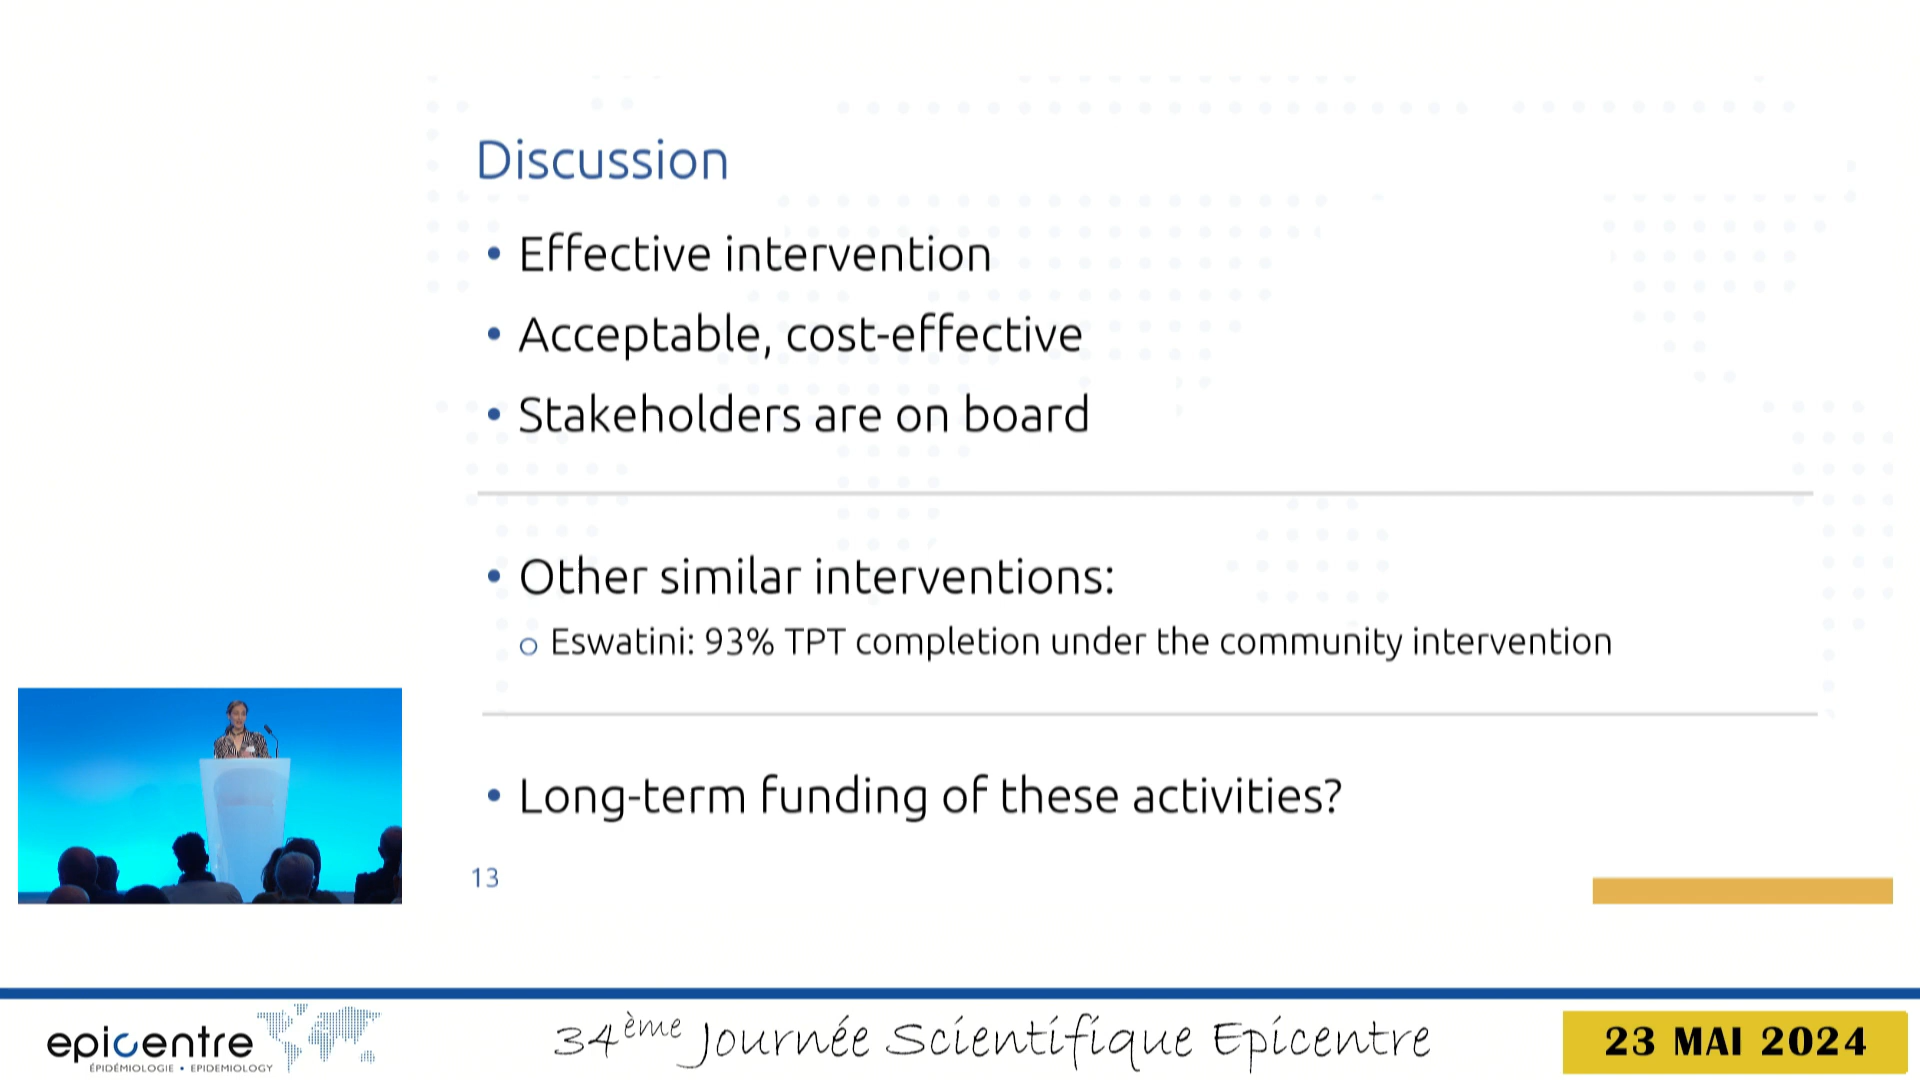 Discussion
• Effective intervention
• Acceptable, cost-effective
• Stakeholders are on board
• Other similar interventions:
o Eswatini: 93% TPT completion under the community intervention
• Long-term funding of these activities?
13
epicentre
ÉPIDÉMIOLOGIE • EPIDEMIOLOGY
34ème Journée Scientifique Epicentre
23 MAI 2024